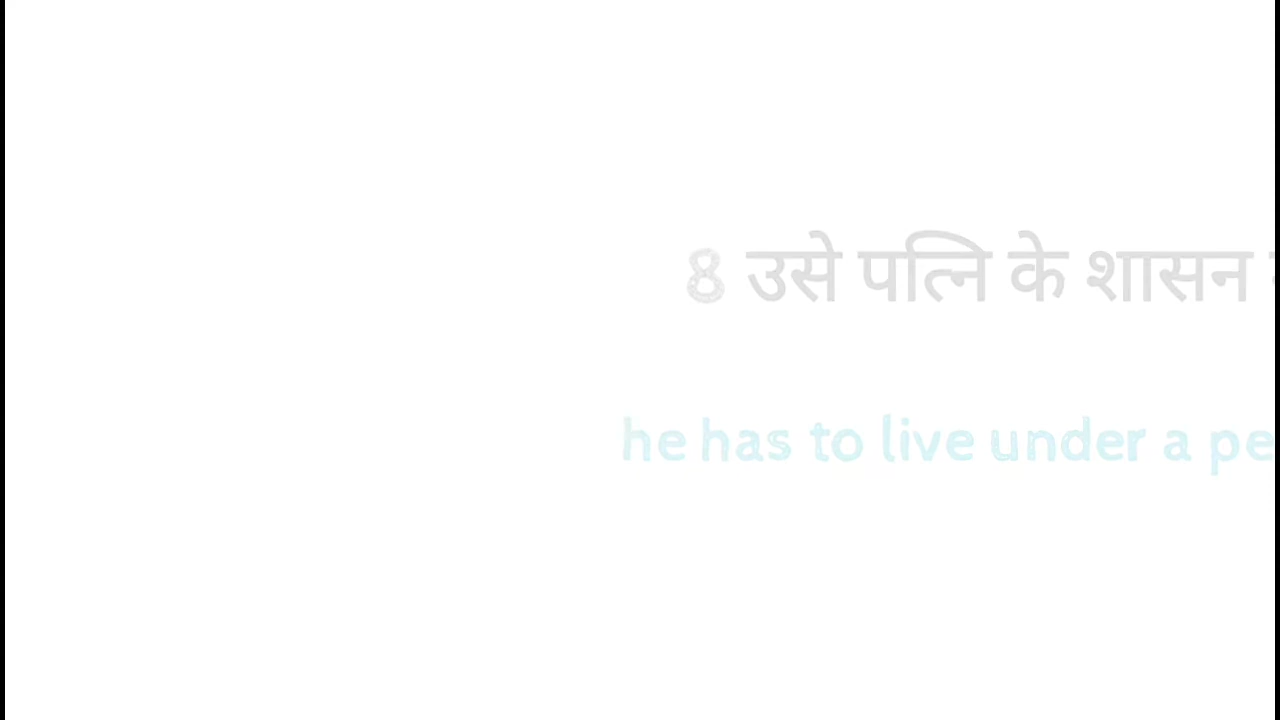 8 उसे पत्नि के शासन
he has to live under a pe